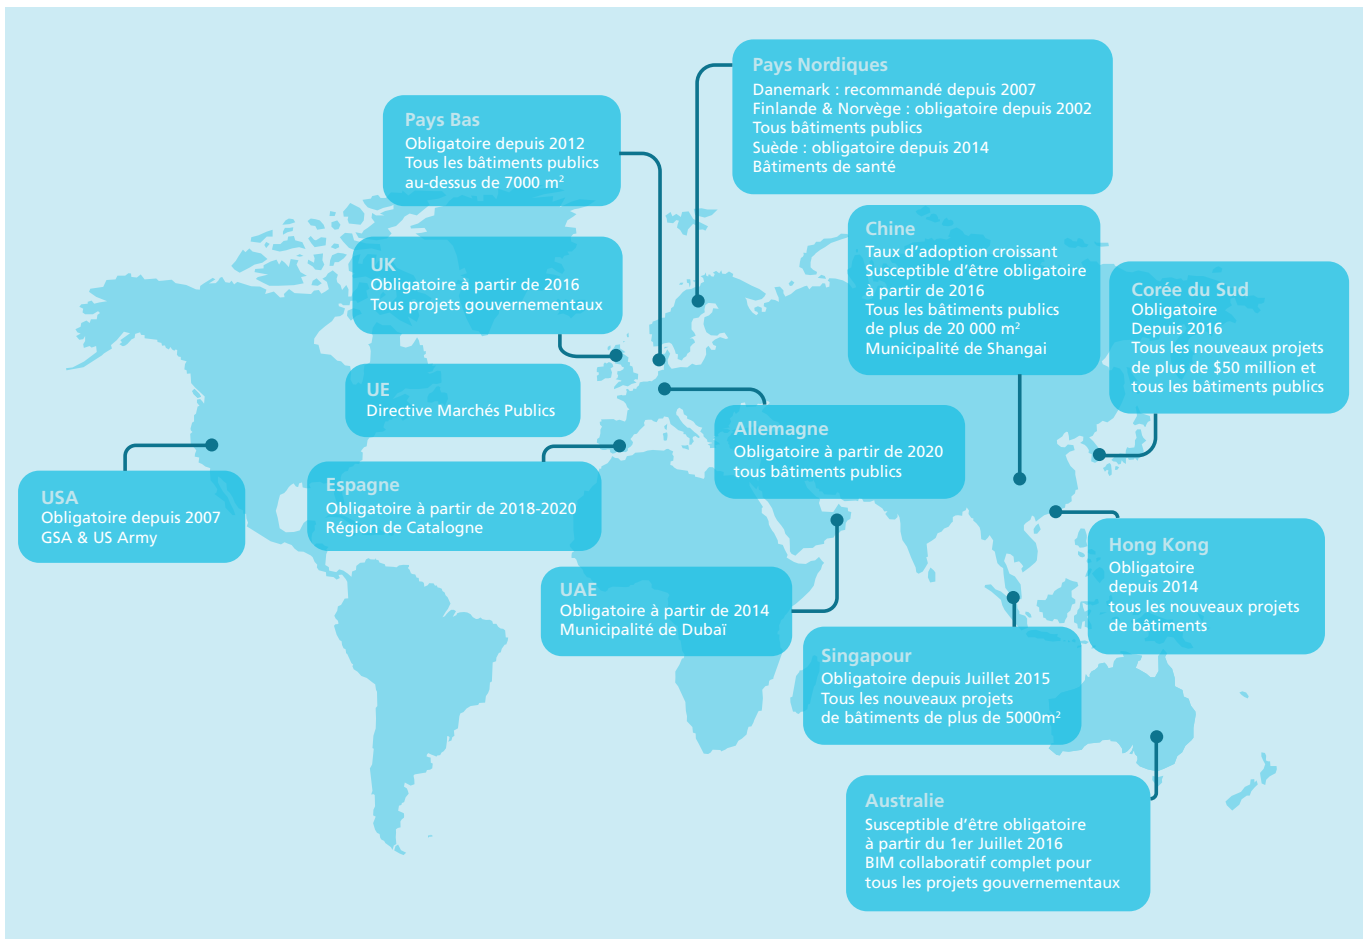 Pays Nordiques
Danemark : recommandé depuis 2007
Finlande & Norvège : obligatoire depuis 2002
Tous bâtiments publics
Suède : obligatoire depuis 2014
Bâtiments de santé
Pays Bas
Obligatoire depuis 2012
Tous les bâtiments publics
au-dessus de 7000 m²
UK
Obligatoire à partir de 2016
Tous projets gouvernementaux
UE
Directive Marchés Publics
Chine
Taux d’adoption croissant
Susceptible d’être obligatoire
à partir de 2016
Tous les bâtiments publics
de plus de 20 000 m²
Municipalité de Shangai
Corée du Sud
Obligatoire
Depuis 2016
Tous les nouveaux projets
de plus de $50 million et
tous les bâtiments publics
Allemagne
Obligatoire à partir de 2020
tous bâtiments publics
USA
Obligatoire depuis 2007
GSA & US Army
Espagne
Obligatoire à partir de 2018-2020
Région de Catalogne
UAE
Obligatoire à partir de 2014
Municipalité de Dubaï
Hong Kong
Obligatoire
depuis 2014
tous les nouveaux projets
de bâtiments
Singapour
Obligatoire depuis Juillet 2015
Tous les nouveaux projets
de bâtiments de plus de 5000m²
Australie
Susceptible d’être obligatoire
à partir du 1er Juillet 2016
BIM collaboratif complet pour
tous les projets gouvernementaux